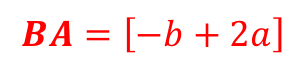 BA = [−b + 2a]